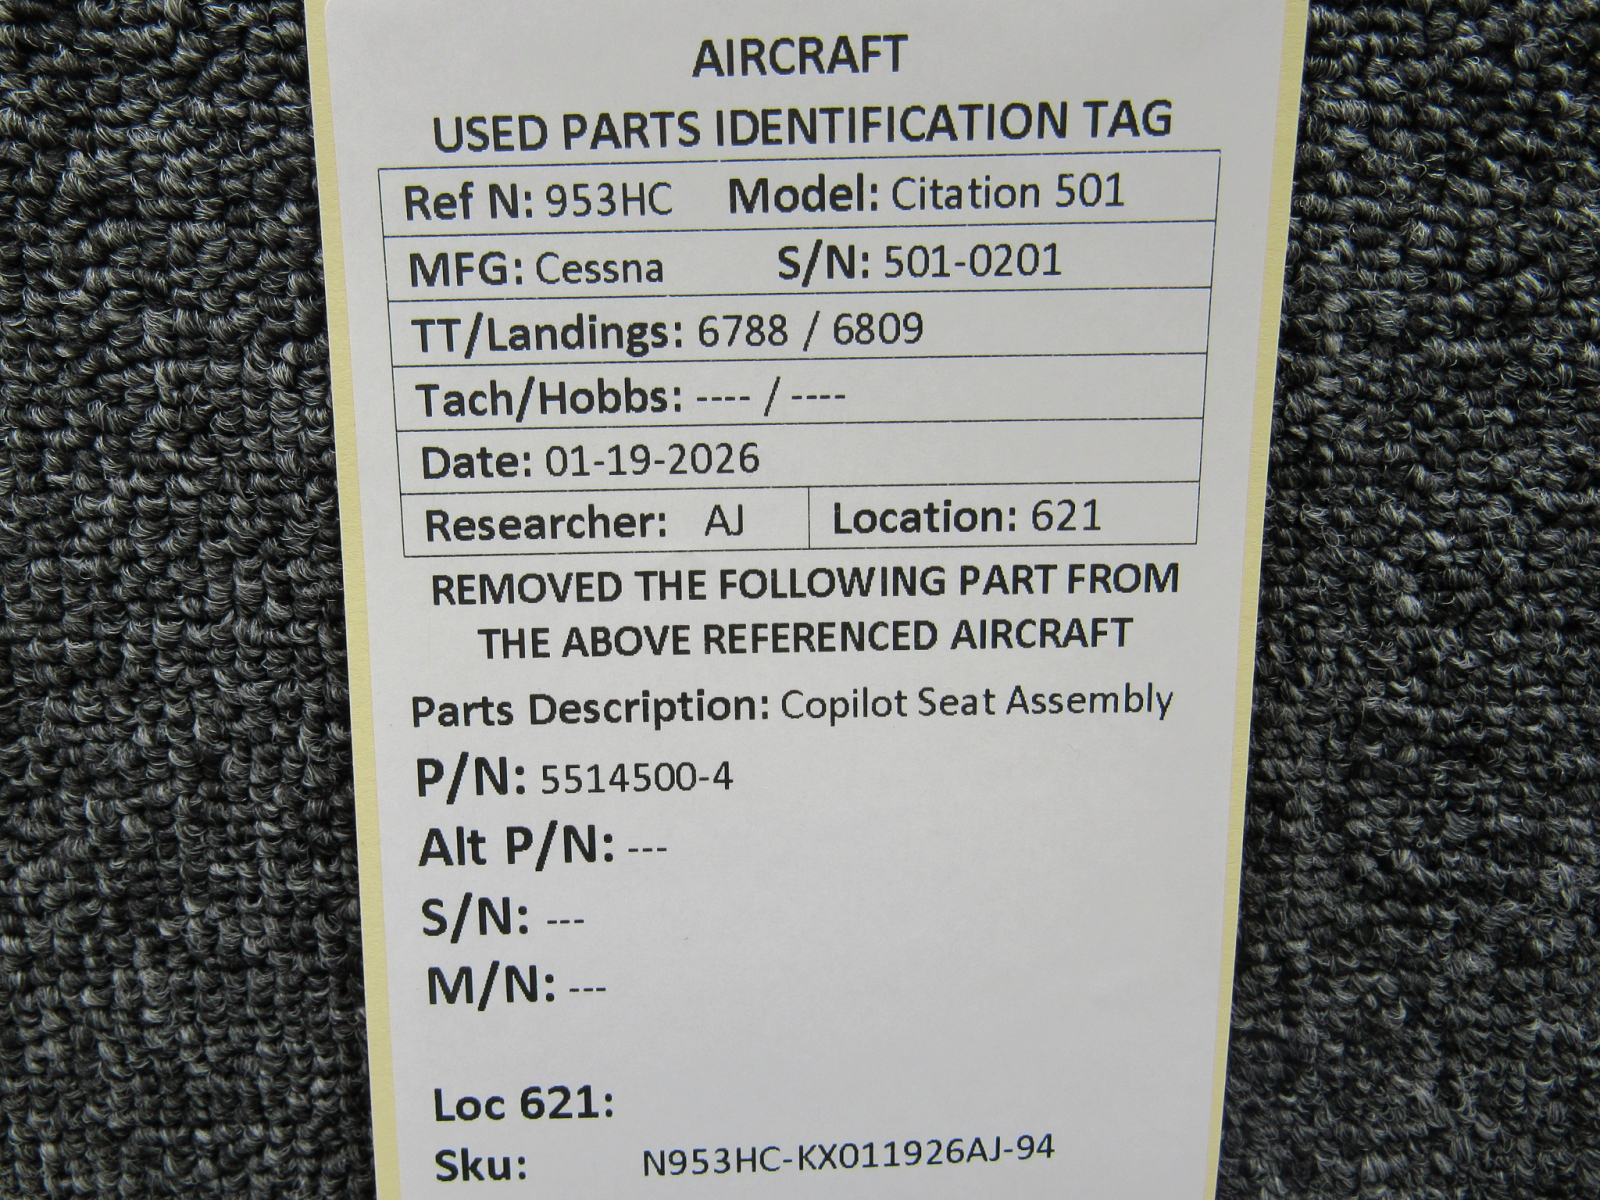 AIRCRAFT
USED PARTS IDENTIFICATION TAG
Ref N: 953HC Model: Citation 501
MFG: Cessna S/N: 501-0201
TT/Landings: 6788 / 6809
Tach/Hobbs: ---- / ----
Date: 01-19-2026
Researcher: AJ Location: 621
REMOVED THE FOLLOWING PART FROM
THE ABOVE REFERENCED AIRCRAFT
Parts Description: Copilot Seat Assembly
P/N: 5514500-4
Alt P/N: ---
S/N: ---
M/N: ---
Loc 621:
Sku: N953HC-KX011926AJ-94